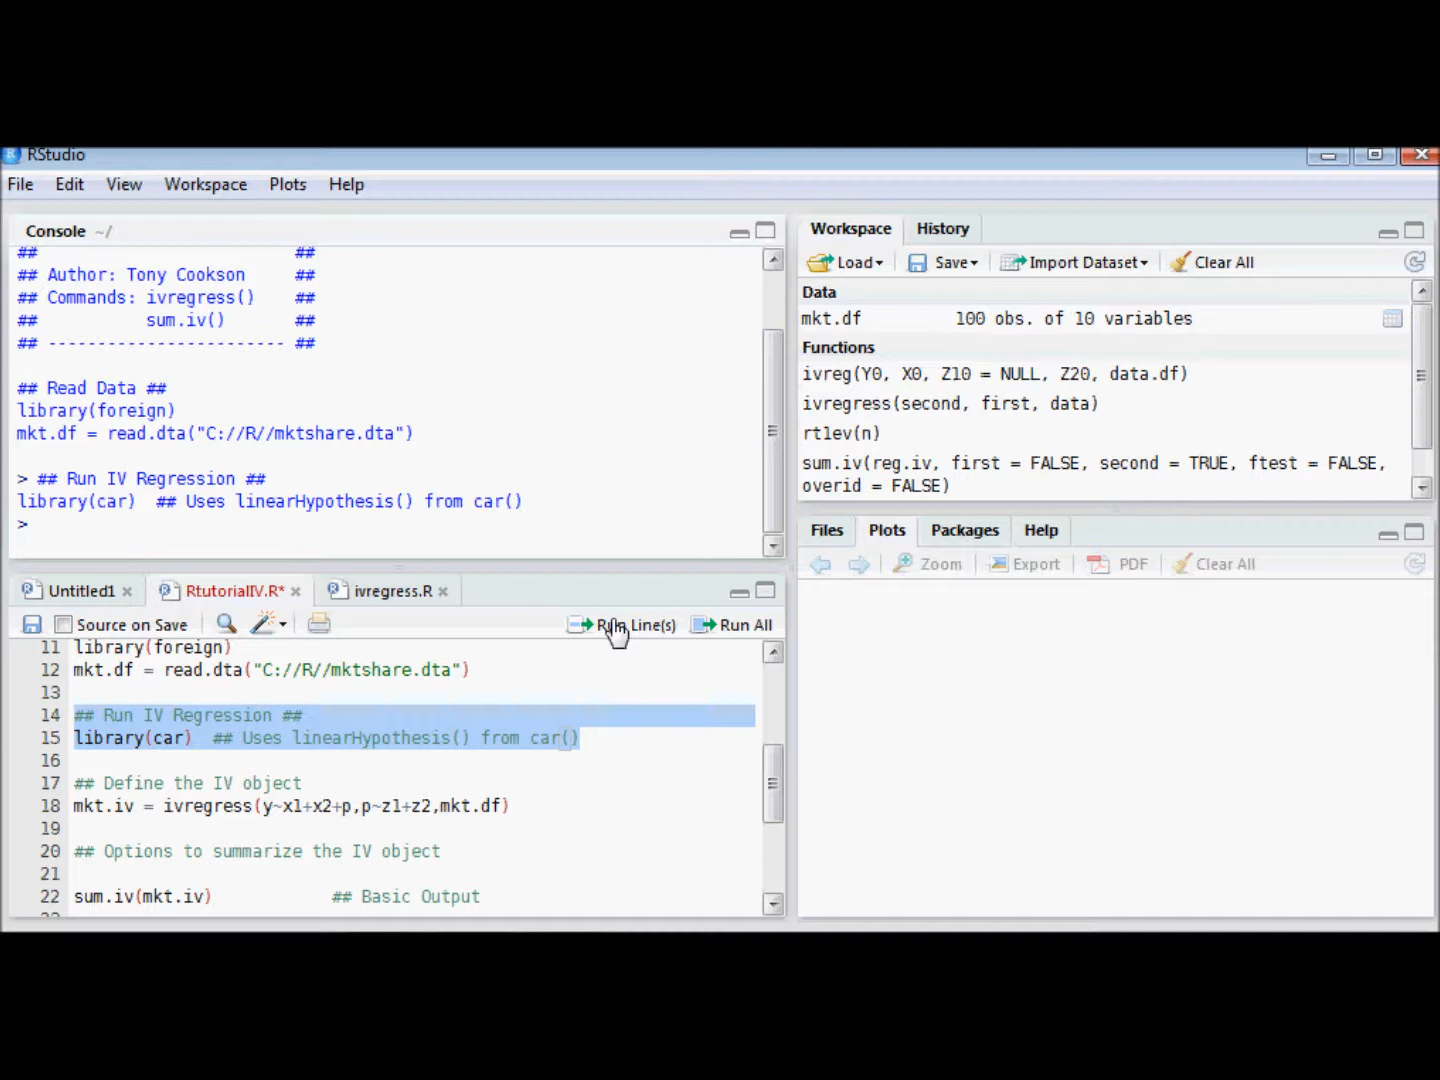 RStudio
File Edit View Workspace Plots Help
Console ~/
## ##
## Author: Tony Cookson ##
## Commands: ivregress() ##
## sum.iv() ##
## ------------------------ ##
## Read Data ##
library(foreign)
mkt.df = read.dta("C://R//mktshare.dta")
> ## Run IV Regression ##
library(car) ## Uses linearHypothesis() from car()
>
Untitled1 RtutorialIV.R* ivregress.R
Source on Save Run Line(s) Run All
11 library(foreign)
12 mkt.df = read.dta("C://R//mktshare.dta")
13
14 ## Run IV Regression ##
15 library(car) ## Uses linearHypothesis() from car()
16
17 ## Define the IV object
18 mkt.iv = ivregress(y~x1+x2+p,p~z1+z2,mkt.df)
19
20 ## Options to summarize the IV object
21
22 sum.iv(mkt.iv) ## Basic Output
Workspace History
Load Save Import Dataset Clear All
Data
mkt.df 100 obs. of 10 variables
Functions
ivreg(Y0, X0, Z10 = NULL, Z20, data.df)
ivregress(second, first, data)
rtlev(n)
sum.iv(reg.iv, first = FALSE, second = TRUE, ftest = FALSE,
overid = FALSE)
Files Plots Packages Help
Zoom Export PDF Clear All